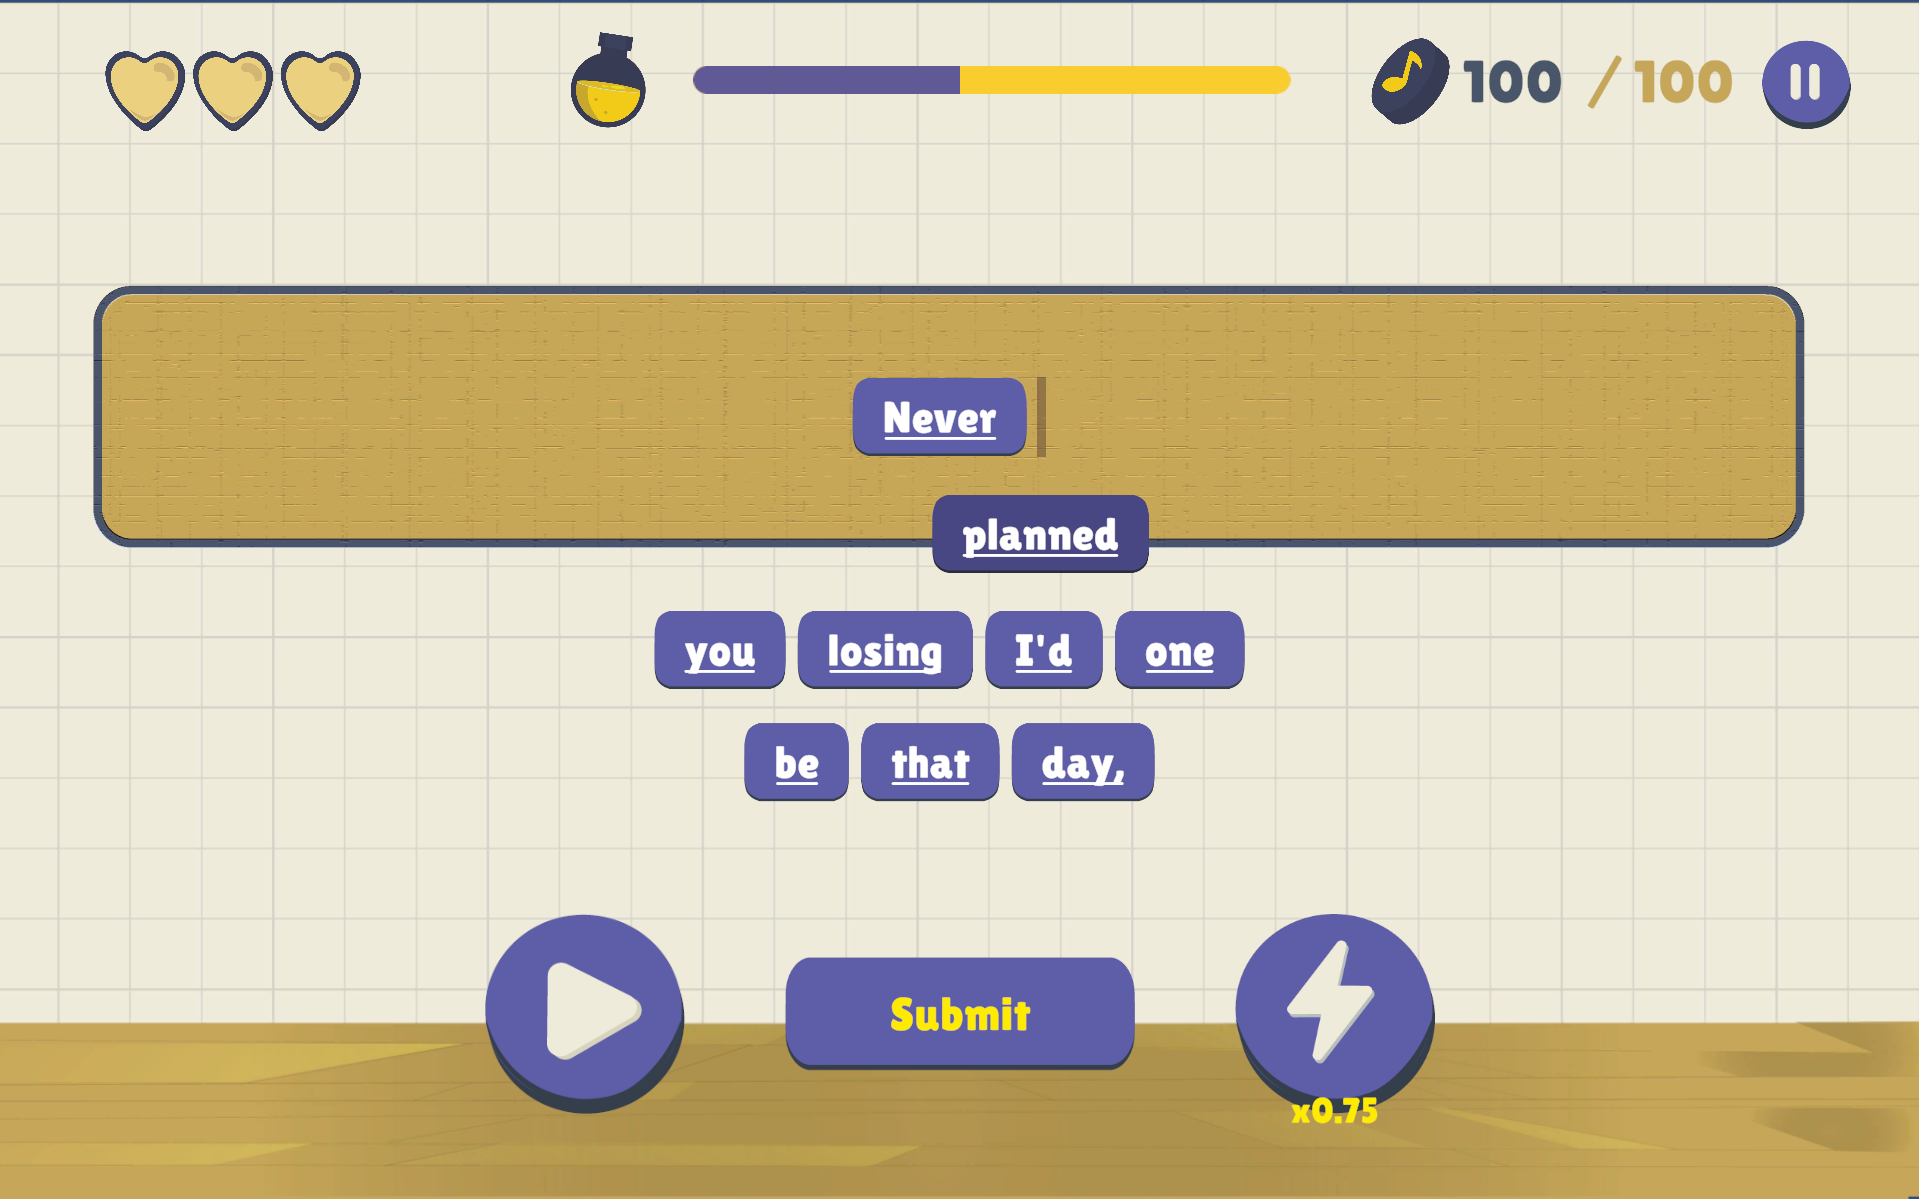 100 / 100
Never
planned
you losing I'd one
be that day,
Submit
x0.75